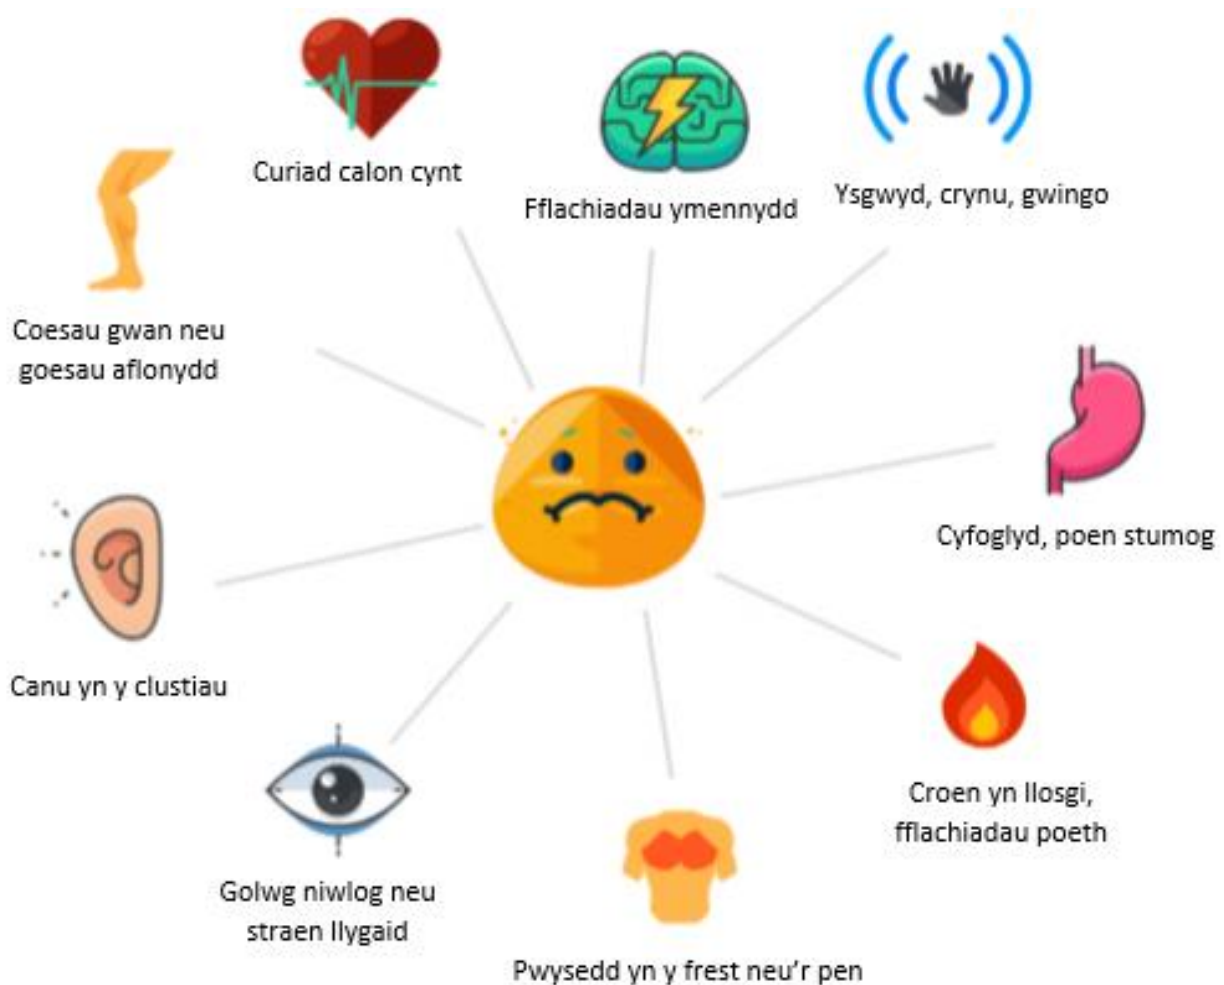 Curiad calon cynt
Fflachiadau ymennydd
Ysgwyd, crynu, gwingo
Coesau gwan neu
goesau aflonydd
Cyfoglyd, poen stumog
Canu yn y clustiau
Croen yn llosgi,
fflachiadau poeth
Golwg niwlog neu
straen llygaid
Pwysedd yn y frest neu'r pen